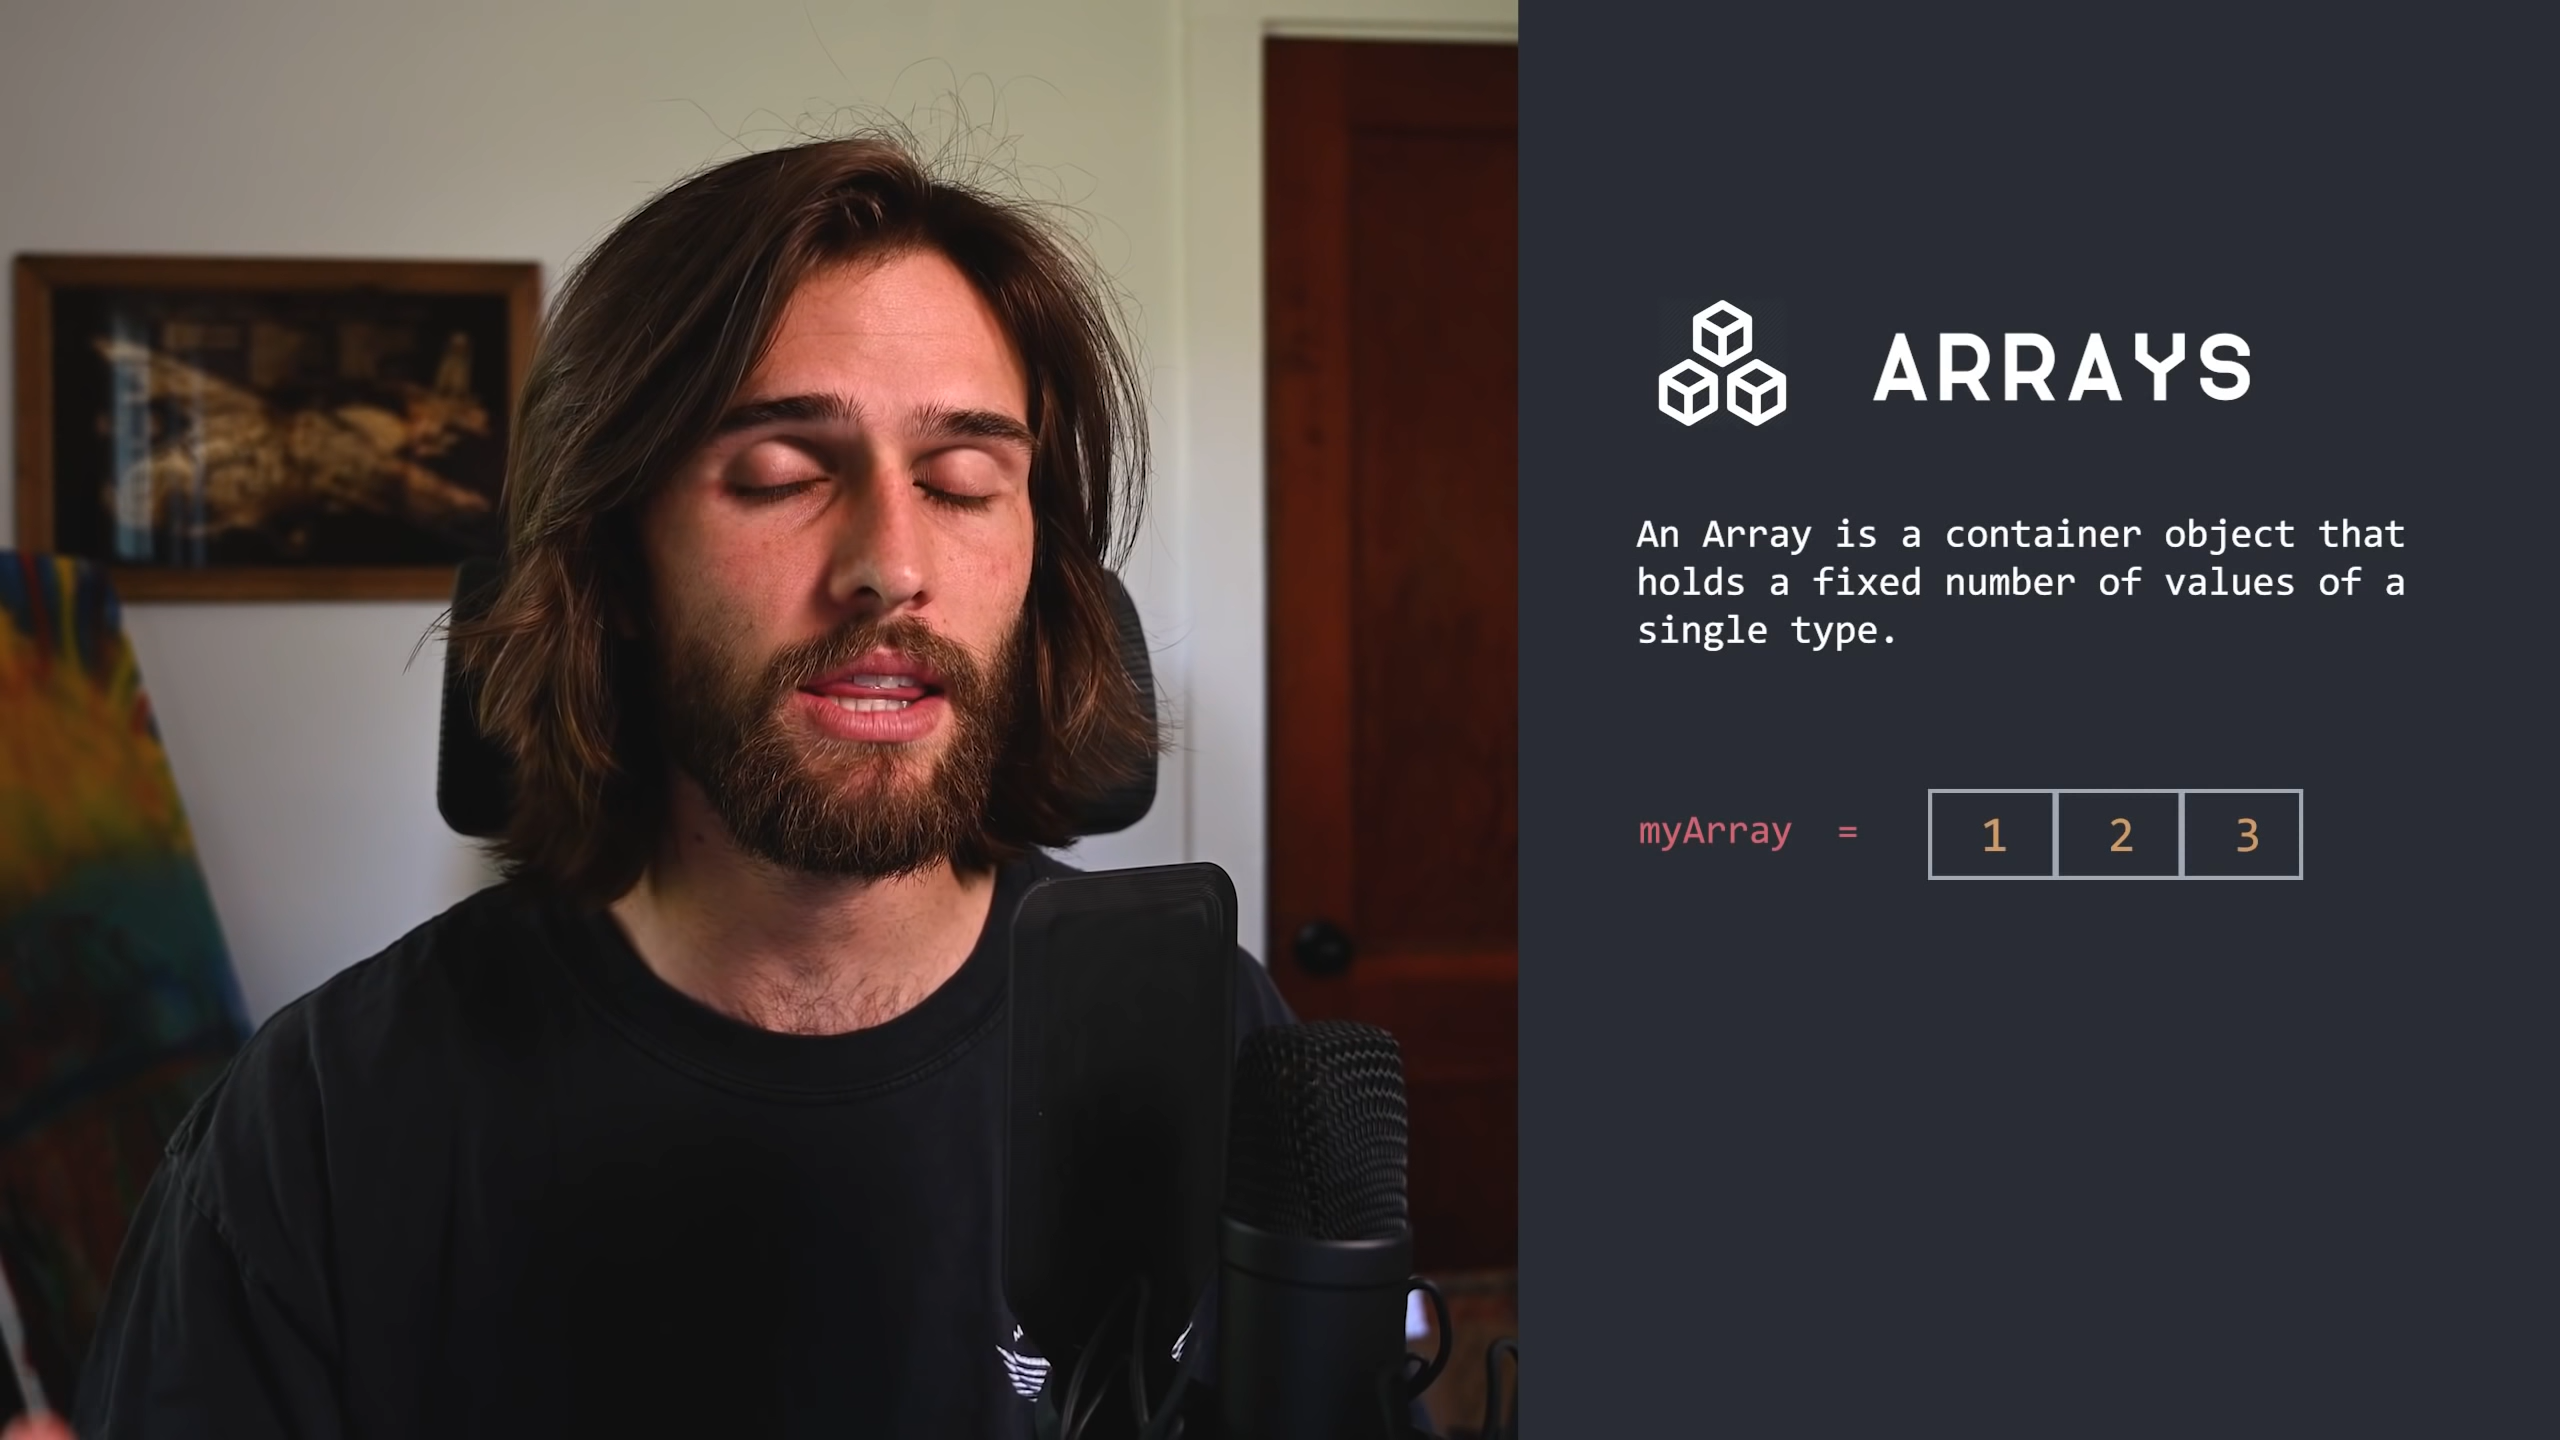 ARRAYS
An Array is a container object that
holds a fixed number of values of a
single type.
myArray = 1 2 3